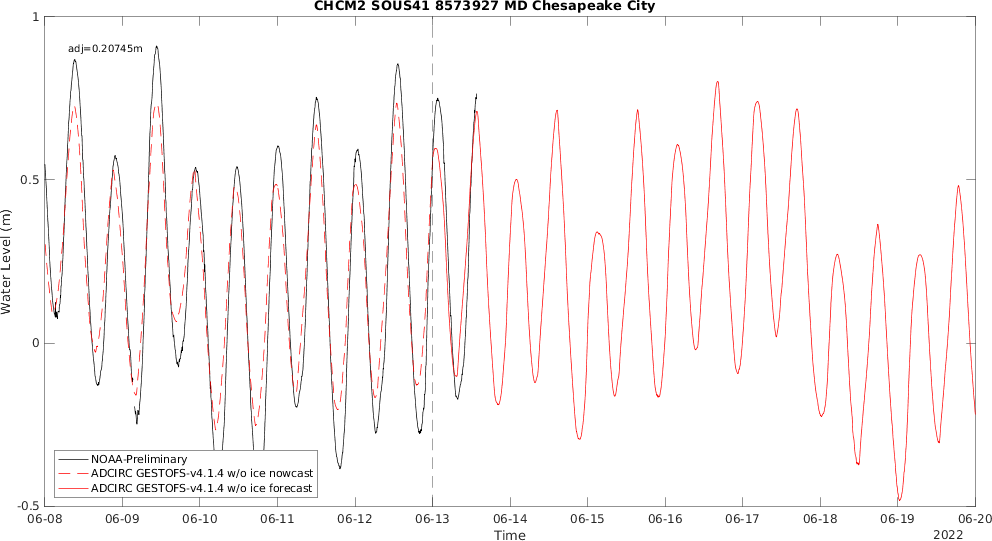 CHCM2 SOUS41 8573927 MD Chesapeake City
adj=0.20745m
1
0.5
0
-0.5
Water Level (m)
NOAA-Preliminary
ADCIRC GESTOFS-v4.1.4 w/o ice nowcast
ADCIRC GESTOFS-v4.1.4 w/o ice forecast
06-08 06-09 06-10 06-11 06-12 06-13 06-14 06-15 06-16 06-17 06-18 06-19 06-20
Time
2022